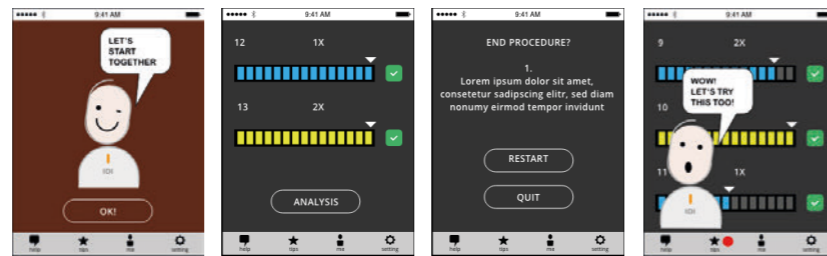 9:41 AM
LET'S
START
TOGETHER
OK!
help tips me setting
9:41 AM
12 1X
13 2X
ANALYSIS
help tips me setting
9:41 AM
END PROCEDURE?
1.
Lorem ipsum dolor sit amet,
consetetur sadipscing elitr, sed diam
nonumy eirmod tempor invidunt
RESTART
QUIT
help tips me setting
9:41 AM
9 2X
WOW!
LET'S TRY
THIS TOO!
10
11 1X
help tips me setting